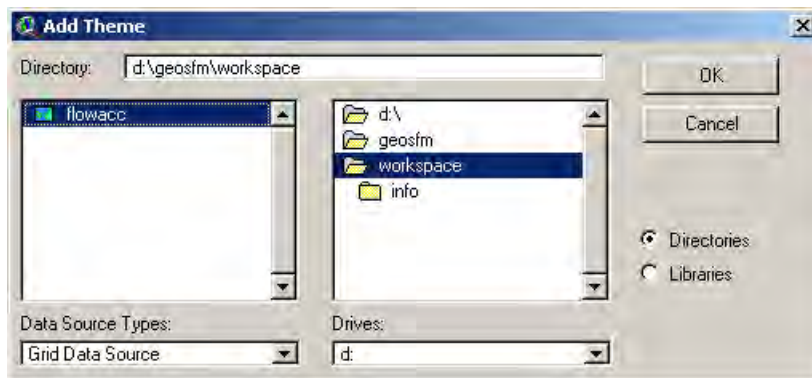 Add Theme
Directory: d:\geosfm\workspace
OK
Cancel
flowacc
d:\
geosfm
workspace
info
Directories
Libraries
Data Source Types:
Grid Data Source
Drives:
d: